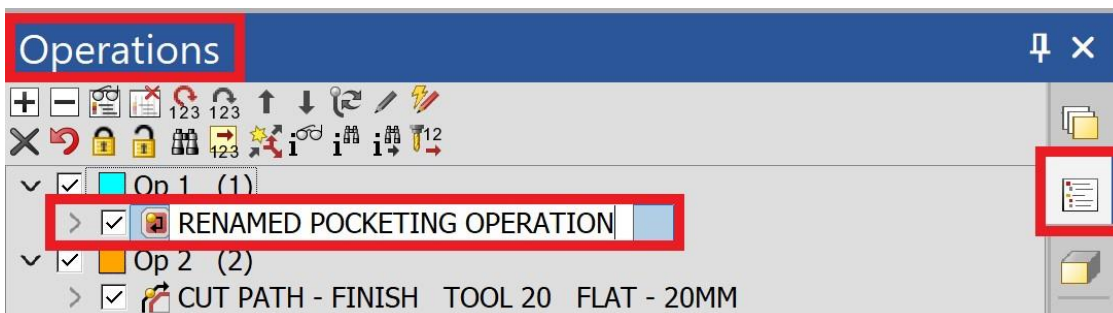 Operations
123 123
123 i i i 12
Op 1 (1)
RENAMED POCKETING OPERATION
Op 2 (2)
CUT PATH - FINISH TOOL 20 FLAT - 20MM